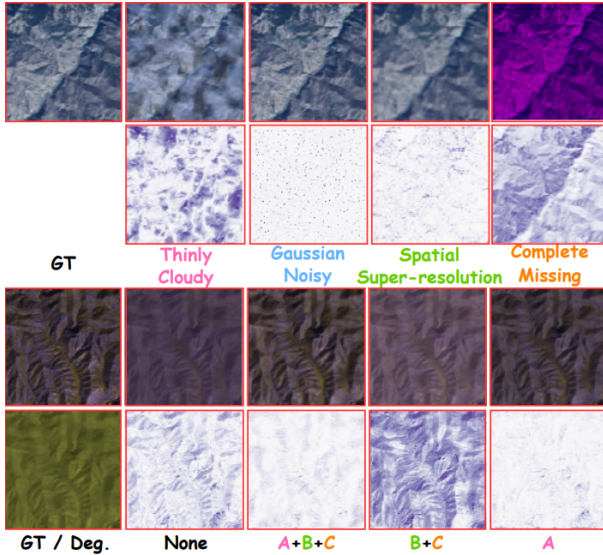 GT
Thinly
Cloudy
Gaussian
Noisy
Spatial
Super-resolution
Complete
Missing
GT / Deg.
None
A+B+C
B+C
A